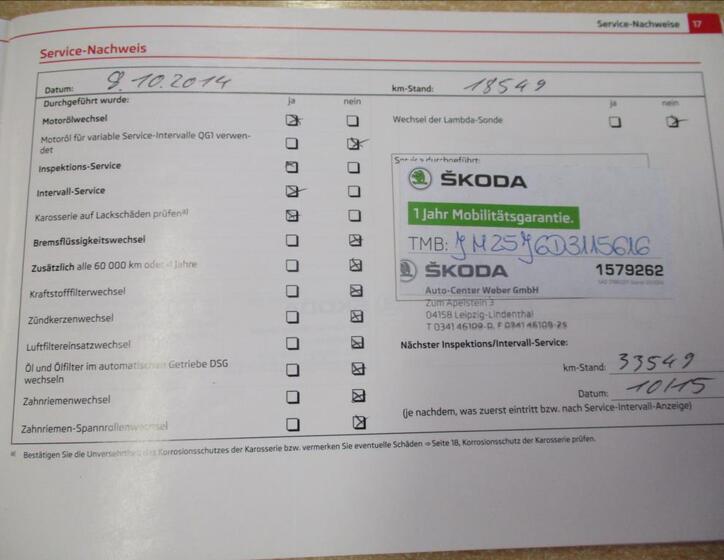 Service-Nachweise 17
Service-Nachweis
Datum: 8.10.2014
km-Stand: 18549
Durchgeführt wurde: ja nein
ja nein
Motorölwechsel
Wechsel der Lambda-Sonde
Motoröl für variable Service-Intervalle QG1 verwen-
det
Inspektions-Service
Intervall-Service
Karosserie auf Lackschäden prüfen a)
Bremsflüssigkeitswechsel
Zusätzlich alle 60 000 km oder Jahre
Kraftstofffilterwechsel
Zündkerzenwechsel
Luftfiltereinsatzwechsel
Öl und Ölfilter im automatischen Getriebe DSG
wechseln
Zahnriemenwechsel
Zahnriemen-Spannrollenwechsel
durchgeführt:
ŠKODA
1 Jahr Mobilitätsgarantie.
TMB: JM25J6D3115616
ŠKODA 1579262
Auto-Center Weber GmbH
Zum Apelstein 3
04158 Leipzig-Lindenthal
T 0341 46109-0, F 0341 46109-25
Nächster Inspektions/Intervall-Service:
km-Stand: 33549
Datum: 10/15
(je nachdem, was zuerst eintritt bzw. nach Service-Intervall-Anzeige)
a) Bestätigen Sie die Unversehrtheit des Korrosionsschutzes der Karosserie bzw. vermerken Sie eventuelle Schäden ⇒ Seite 18, Korrosionsschutz der Karosserie prüfen.